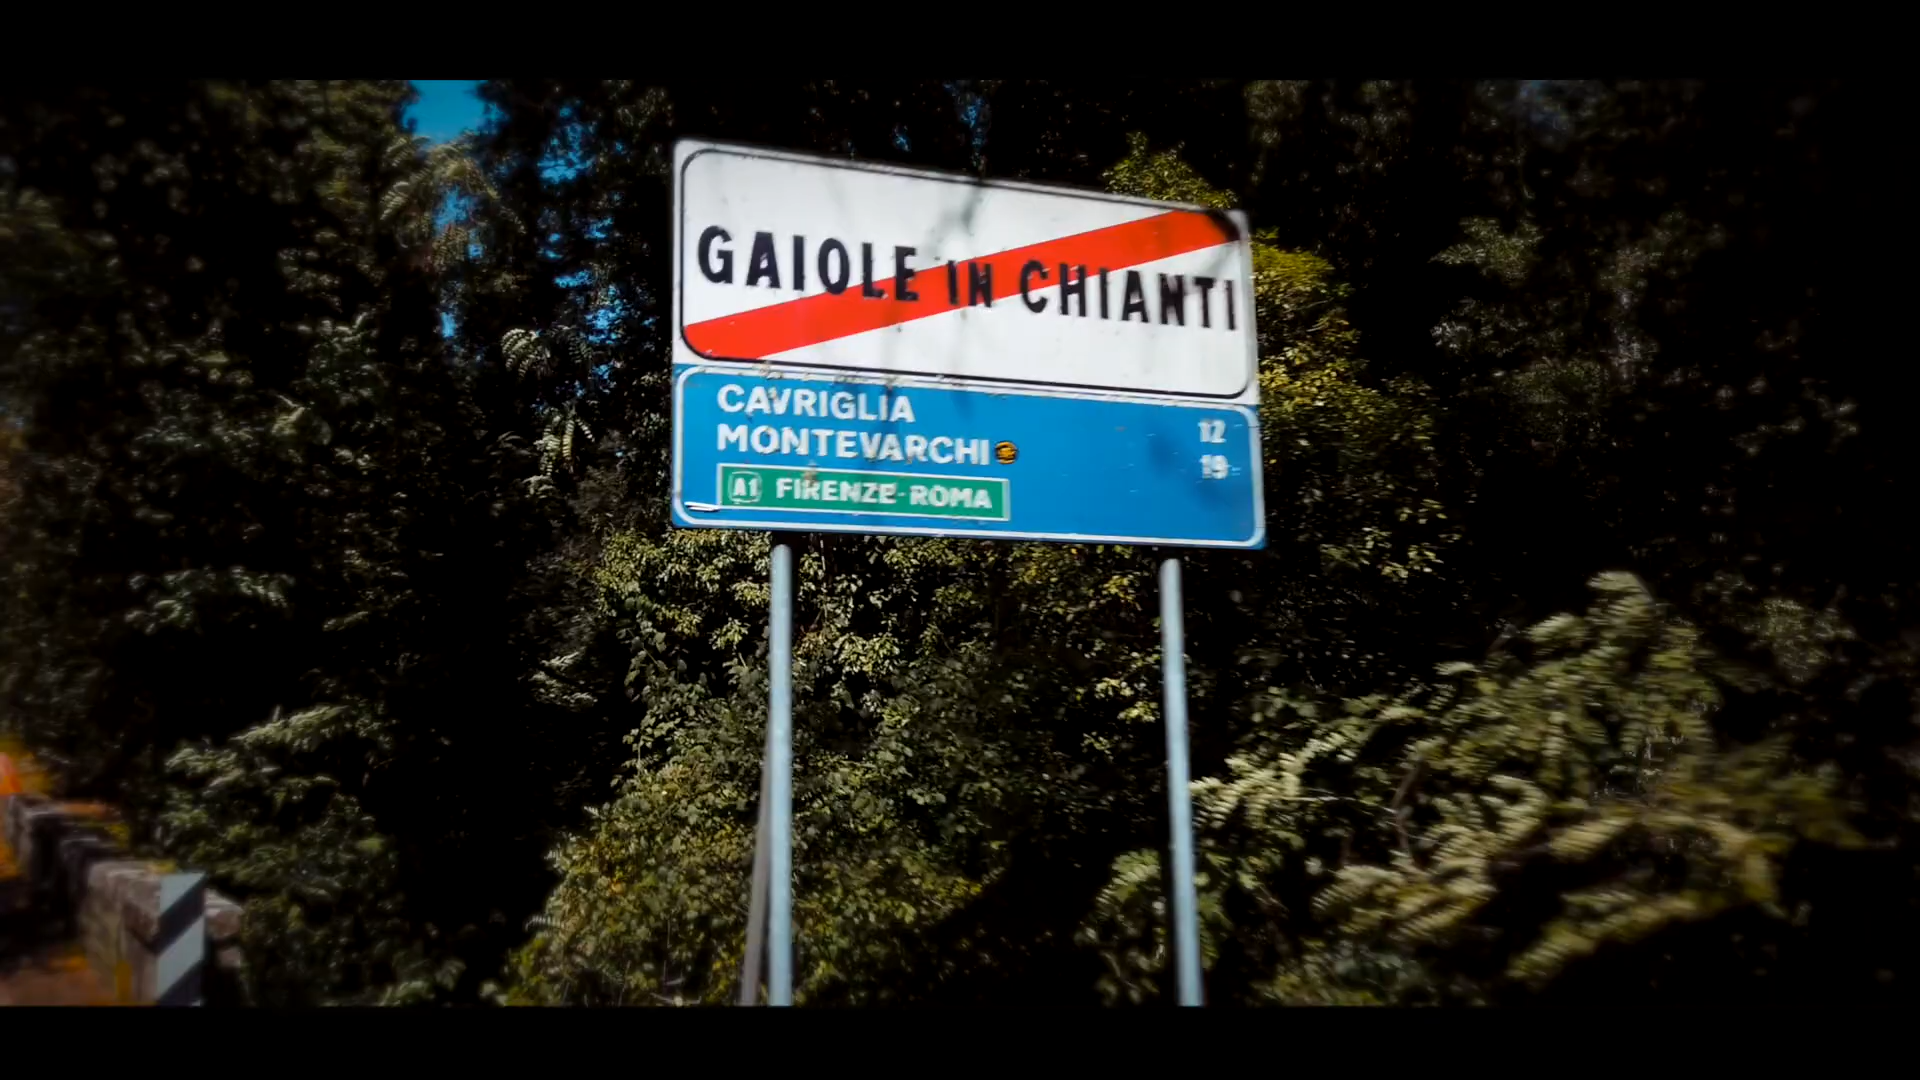 GAIOLE IN CHIANTI
CAVRIGLIA 12
MONTEVARCHI 19
A1 FIRENZE-ROMA